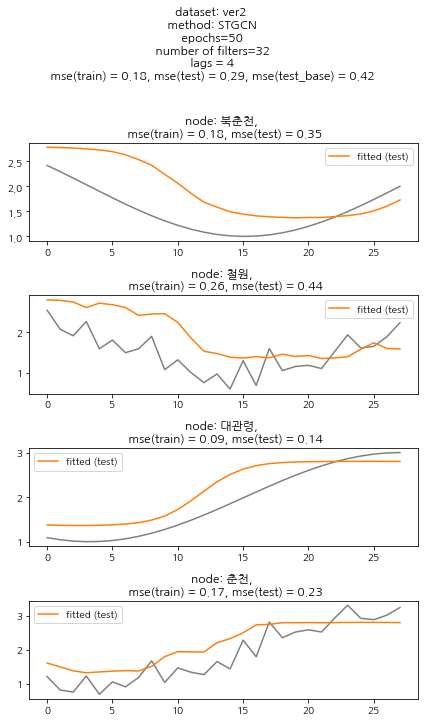 dataset: ver2
method: STGCN
epochs=50
number of filters=32
lags = 4
mse(train) = 0.18, mse(test) = 0.29, mse(test_base) = 0.42
node: 북춘천,
mse(train) = 0.18, mse(test) = 0.35
fitted (test)
2.5
2.0
1.5
1.0
0 5 10 15 20 25
node: 철원,
mse(train) = 0.26, mse(test) = 0.44
fitted (test)
2
1
0 5 10 15 20 25
node: 대관령,
mse(train) = 0.09, mse(test) = 0.14
fitted (test)
3
2
1
0 5 10 15 20 25
node: 춘천,
mse(train) = 0.17, mse(test) = 0.23
fitted (test)
3
2
1
0 5 10 15 20 25